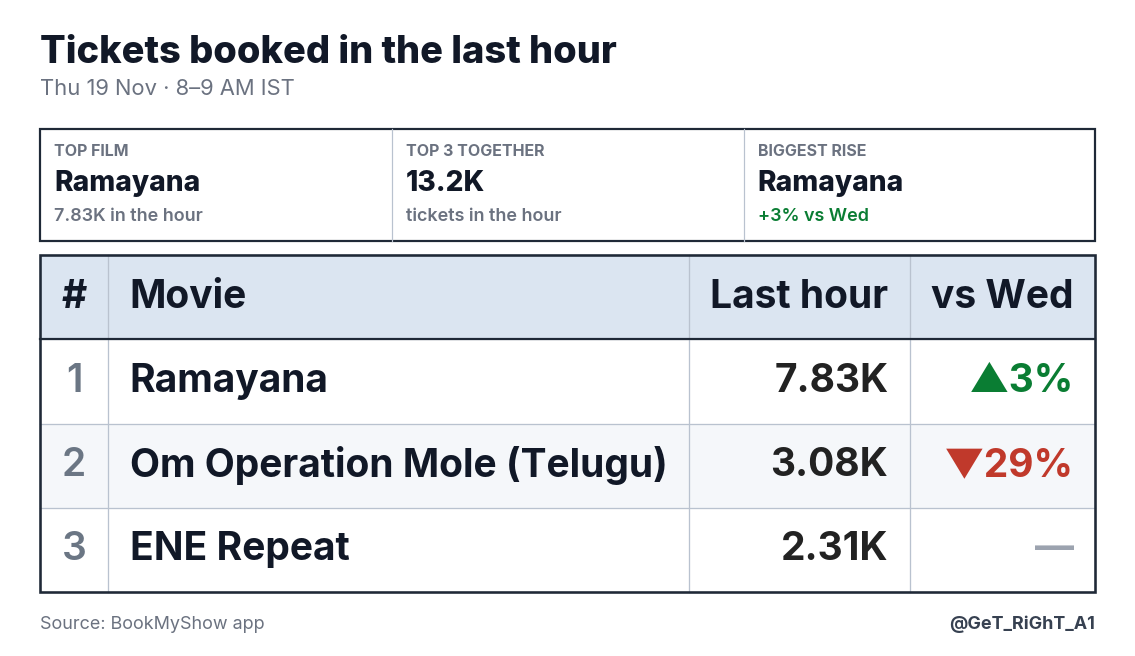 Tickets booked in the last hour
Thu 19 Nov · 8–9 AM IST
TOP FILM
Ramayana
7.83K in the hour
TOP 3 TOGETHER
13.2K
tickets in the hour
BIGGEST RISE
Ramayana
+3% vs Wed
# Movie Last hour vs Wed
1 Ramayana 7.83K ▲3%
2 Om Operation Mole (Telugu) 3.08K ▼29%
3 ENE Repeat 2.31K —
Source: BookMyShow app
@GeT_RiGhT_A1